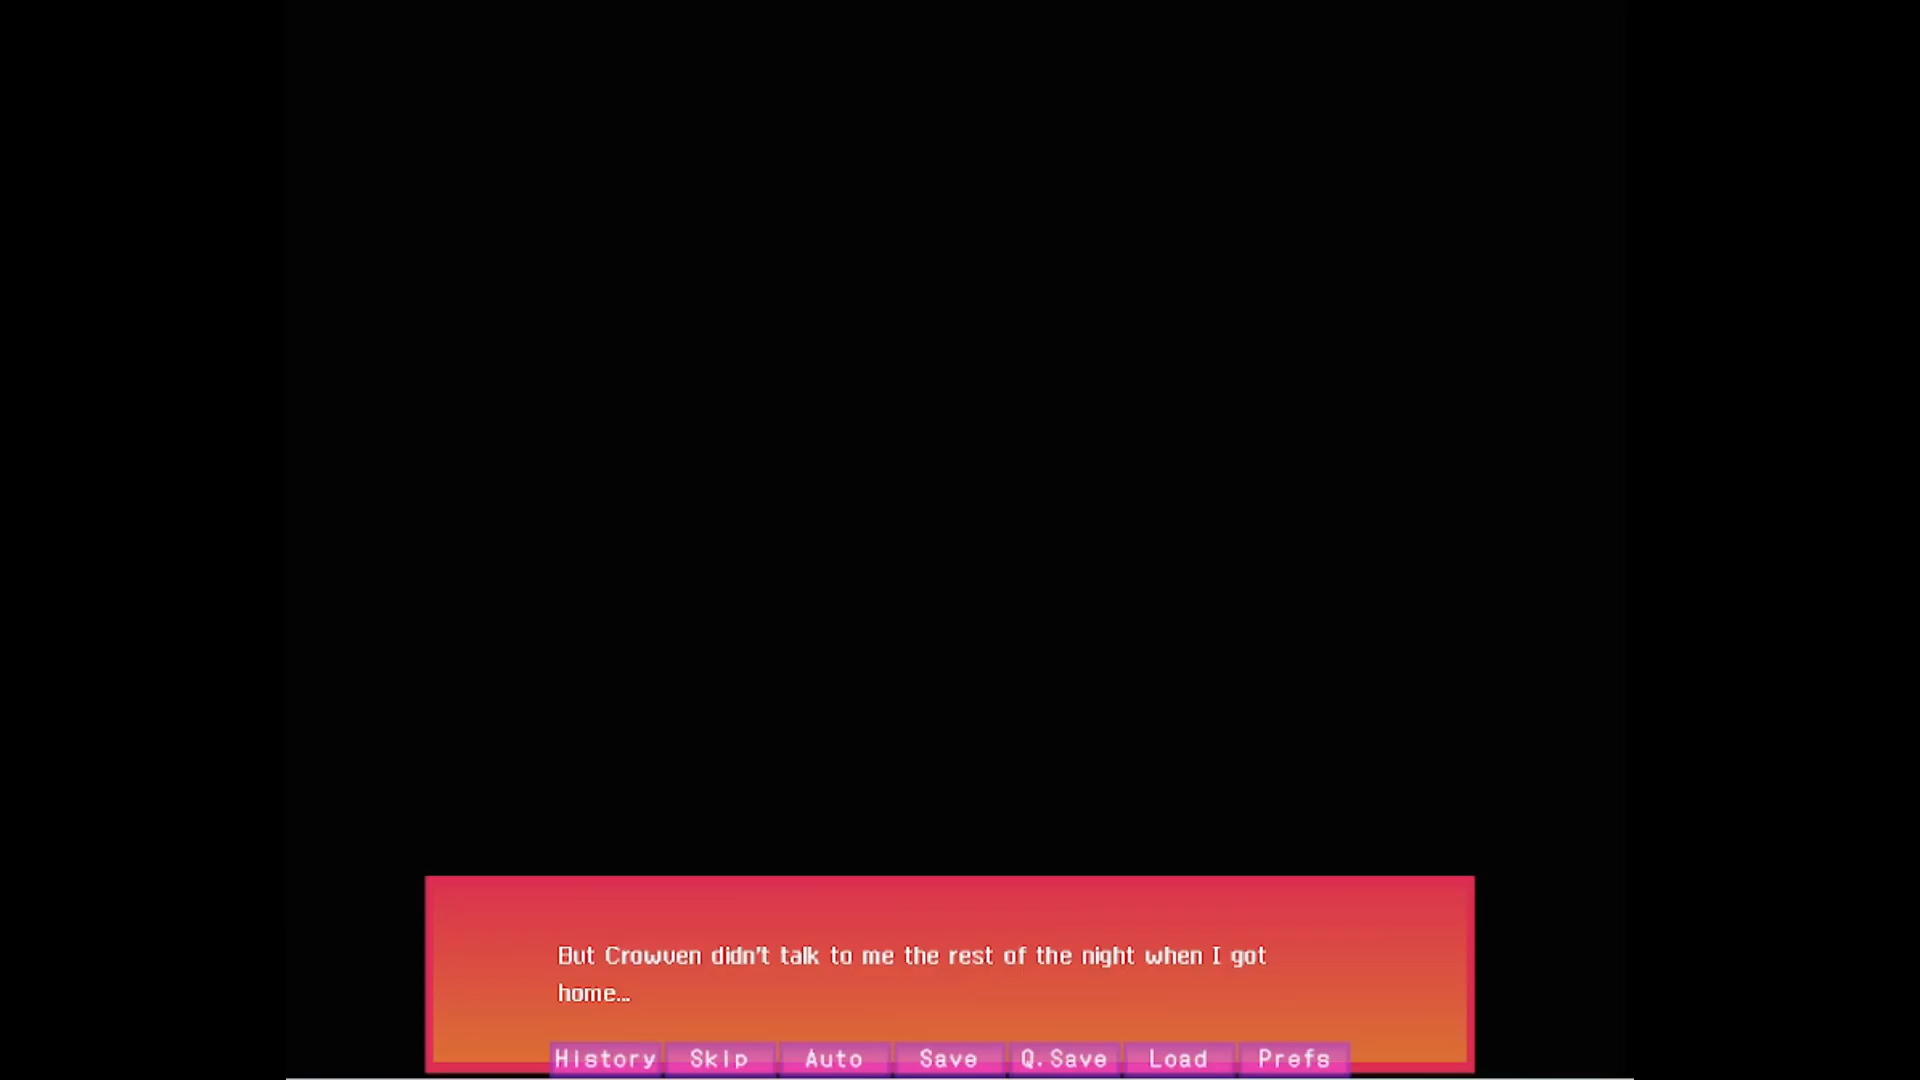 But Crowven didn't talk to me the rest of the night when I got
home...
History Skip Auto Save Q.Save Load Prefs